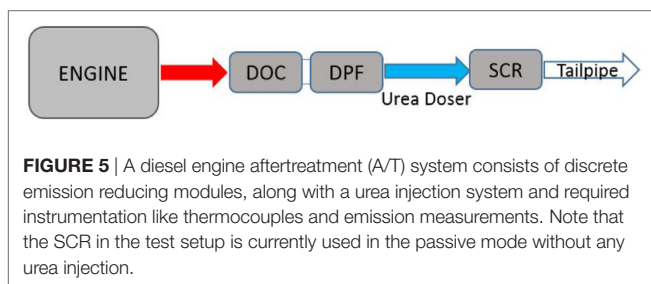 ENGINE
DOC
DPF
Urea Doser
SCR
Tailpipe
FIGURE 5 | A diesel engine aftertreatment (A/T) system consists of discrete
emission reducing modules, along with a urea injection system and required
instrumentation like thermocouples and emission measurements. Note that
the SCR in the test setup is currently used in the passive mode without any
urea injection.